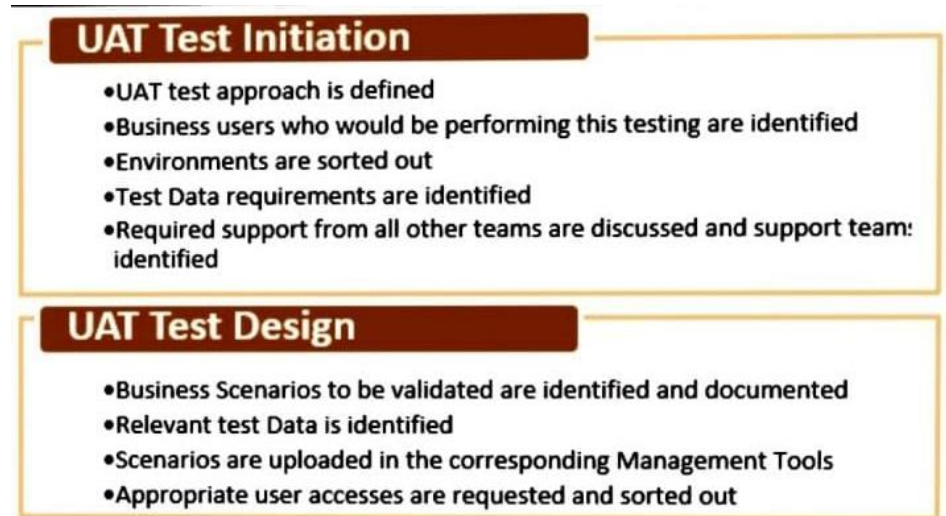 UAT Test Initiation
•UAT test approach is defined
•Business users who would be performing this testing are identified
•Environments are sorted out
•Test Data requirements are identified
•Required support from all other teams are discussed and support team:
identified
UAT Test Design
•Business Scenarios to be validated are identified and documented
•Relevant test Data is identified
•Scenarios are uploaded in the corresponding Management Tools
•Appropriate user accesses are requested and sorted out